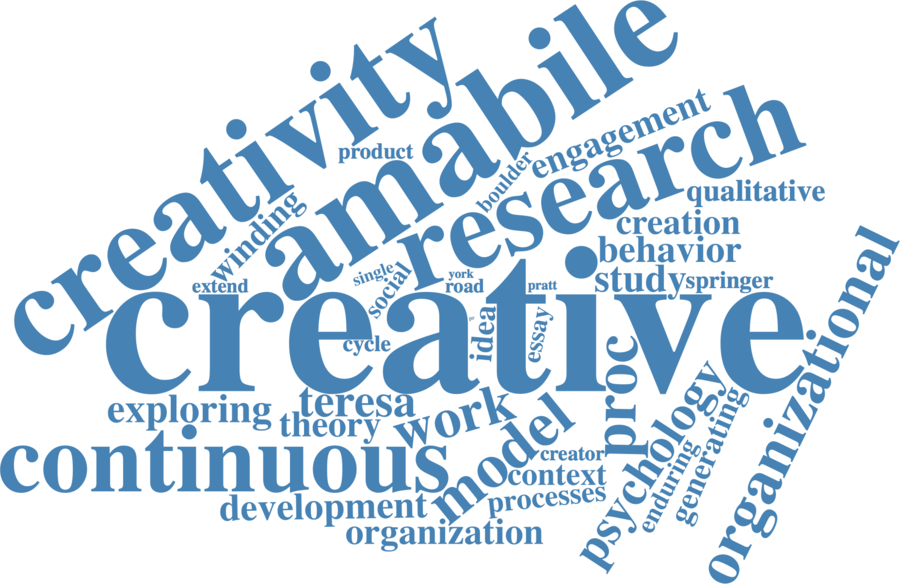 creativity
amabile
product
engagement
boulder
research
qualitative
winding
creation
behavior
single
social
york
road
pratt
study
springer
extend
creative
cycle
idea
essay
organizational
proc
exploring
teresa
theory
work
model
psychology
continuous
creator
context
enduring
generating
development
processes
organization